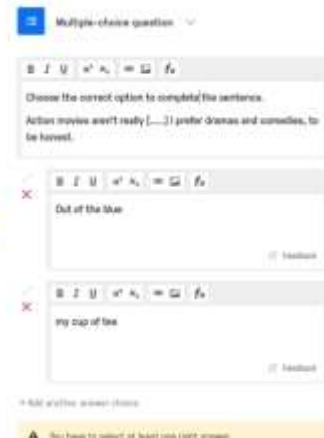 Multiple-choice question
B I U
Choose the correct option to complete the sentence.
Action movies aren't really [.....] I prefer dramas and comedies, to
be honest.
B I U
Out of the blue
Feedback
B I U
my cup of tea
Feedback
+ Add another answer choice
You have to select at least one right answer